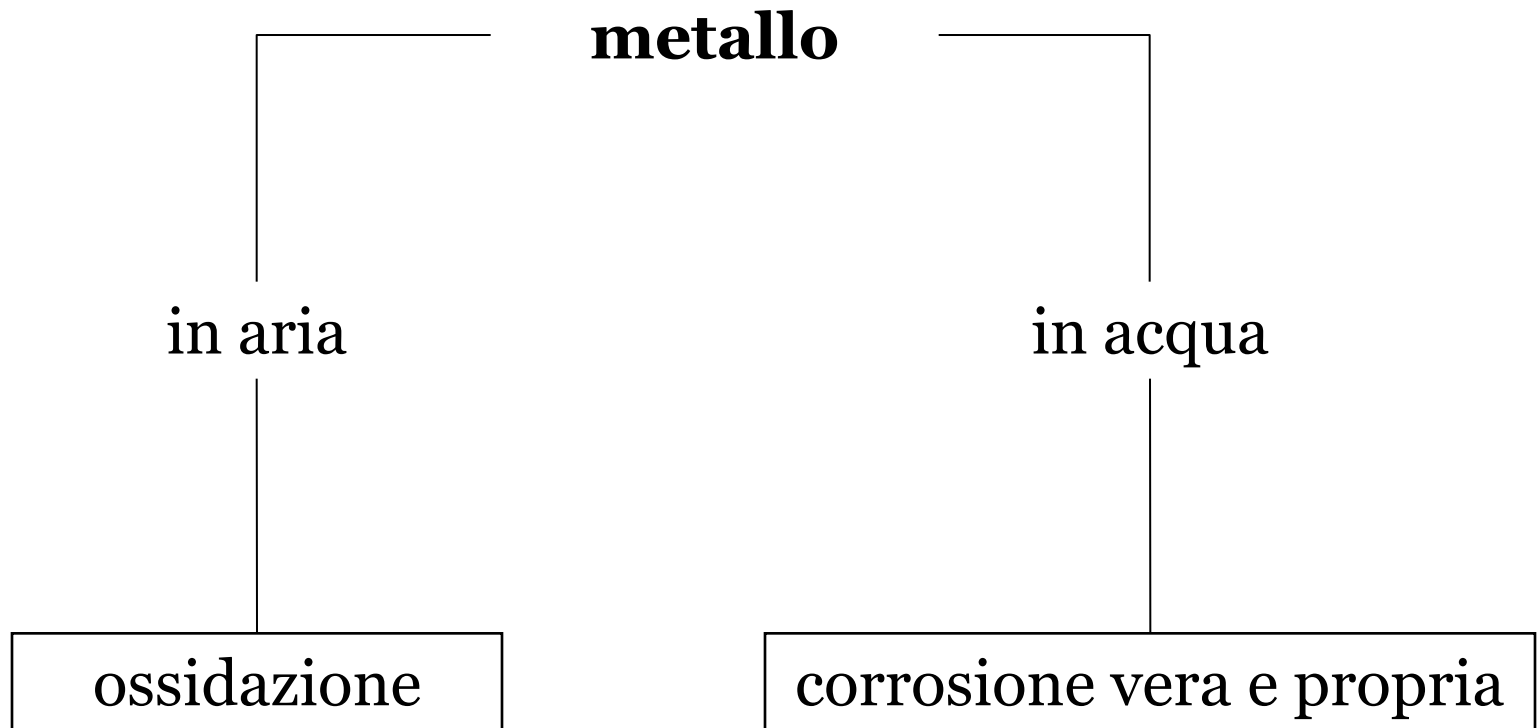 metallo
in aria
in acqua
ossidazione
corrosione vera e propria